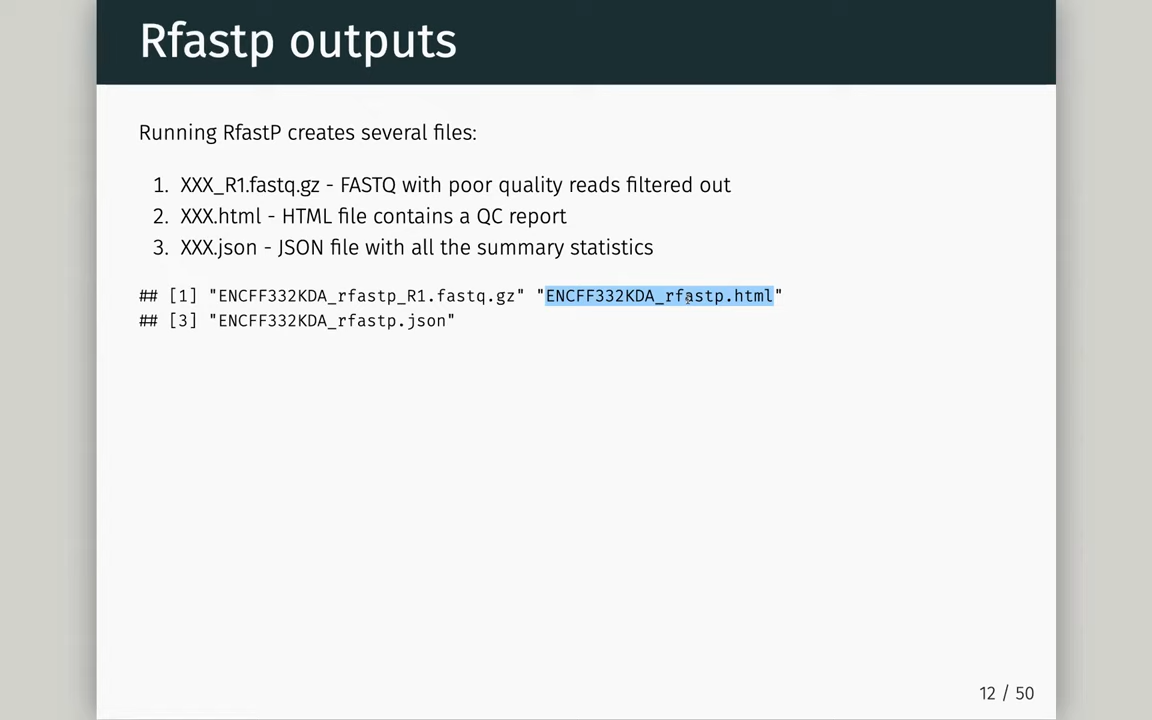 Rfastp outputs
Running RfastP creates several files:
1. XXX_R1.fastq.gz - FASTQ with poor quality reads filtered out
2. XXX.html - HTML file contains a QC report
3. XXX.json - JSON file with all the summary statistics
## [1] "ENCFF332KDA_rfastp_R1.fastq.gz" "ENCFF332KDA_rfastp.html"
## [3] "ENCFF332KDA_rfastp.json"
12 / 50